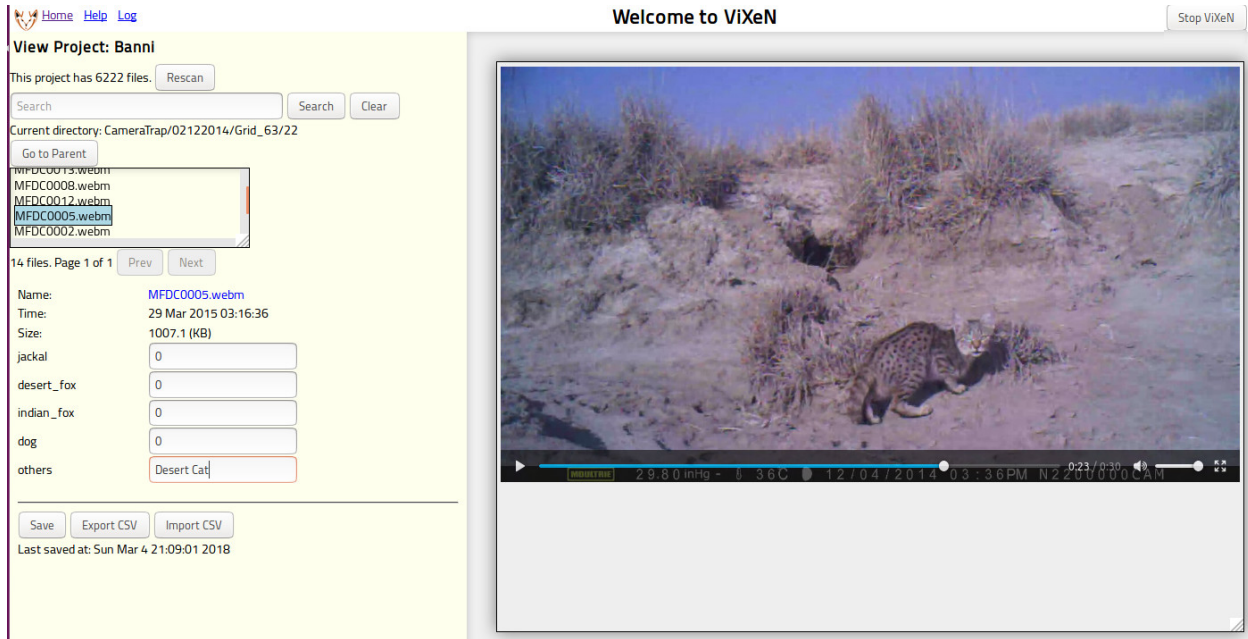 Home Help Log
Welcome to ViXeN
Stop ViXeN
View Project: Banni
This project has 6222 files. Rescan
Search Search Clear
Current directory: CameraTrap/02122014/Grid_63/22
Go to Parent
MFDC0013.webm
MFDC0008.webm
MFDC0012.webm
MFDC0005.webm
MFDC0002.webm
14 files. Page 1 of 1 Prev Next
Name: MFDC0005.webm
Time: 29 Mar 2015 03:16:36
Size: 1007.1 (KB)
jackal 0
desert_fox 0
indian_fox 0
dog 0
others Desert Cat
Save Export CSV Import CSV
Last saved at: Sun Mar 4 21:09:01 2018
0:23 / 0:30
MOULTRIE 29.80 inHg - 36C 12/04/2014 03:36PM N2200000CAM